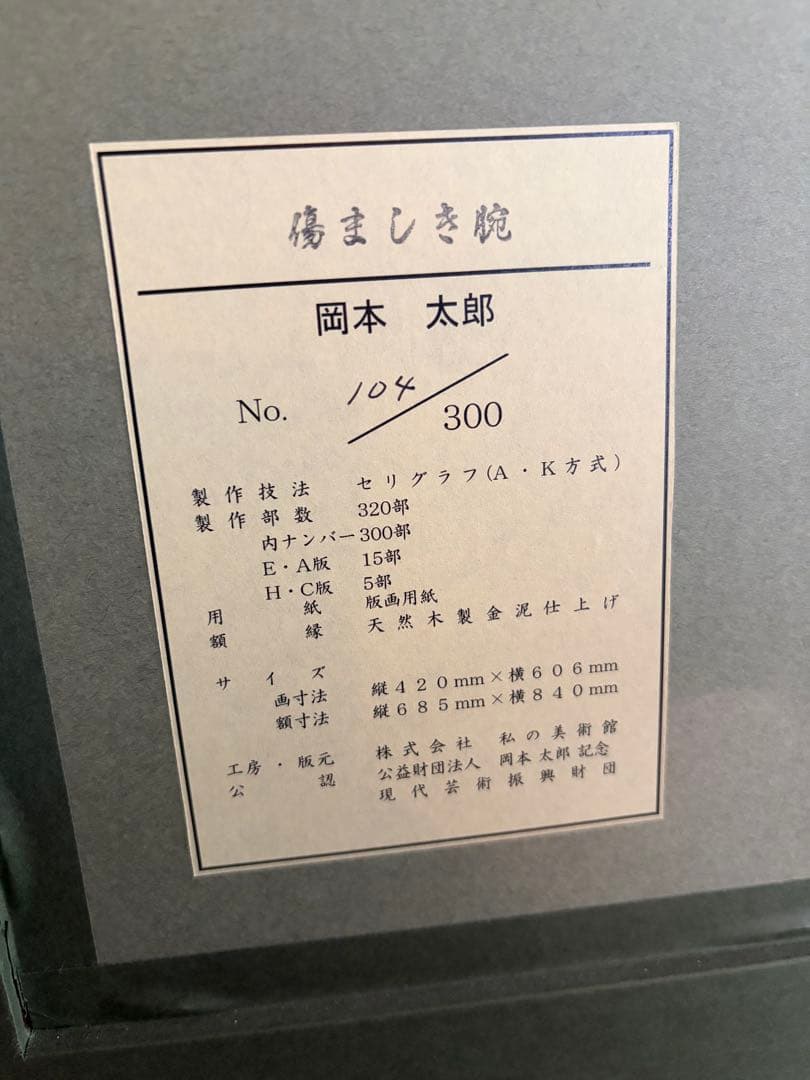 傷ましき腕
岡本 太郎
No. 104/300
製作技法 セリグラフ(A・K方式)
製作部数 320部
内ナンバー 300部
E・A版 15部
H・C版 5部
用紙 版画用紙
額縁 天然木製金泥仕上げ
サイズ
画寸法 縦420mm×横606mm
額寸法 縦685mm×横840mm
工房・版元 株式会社 私の美術館
公認 公益財団法人 岡本太郎記念
現代芸術振興財団